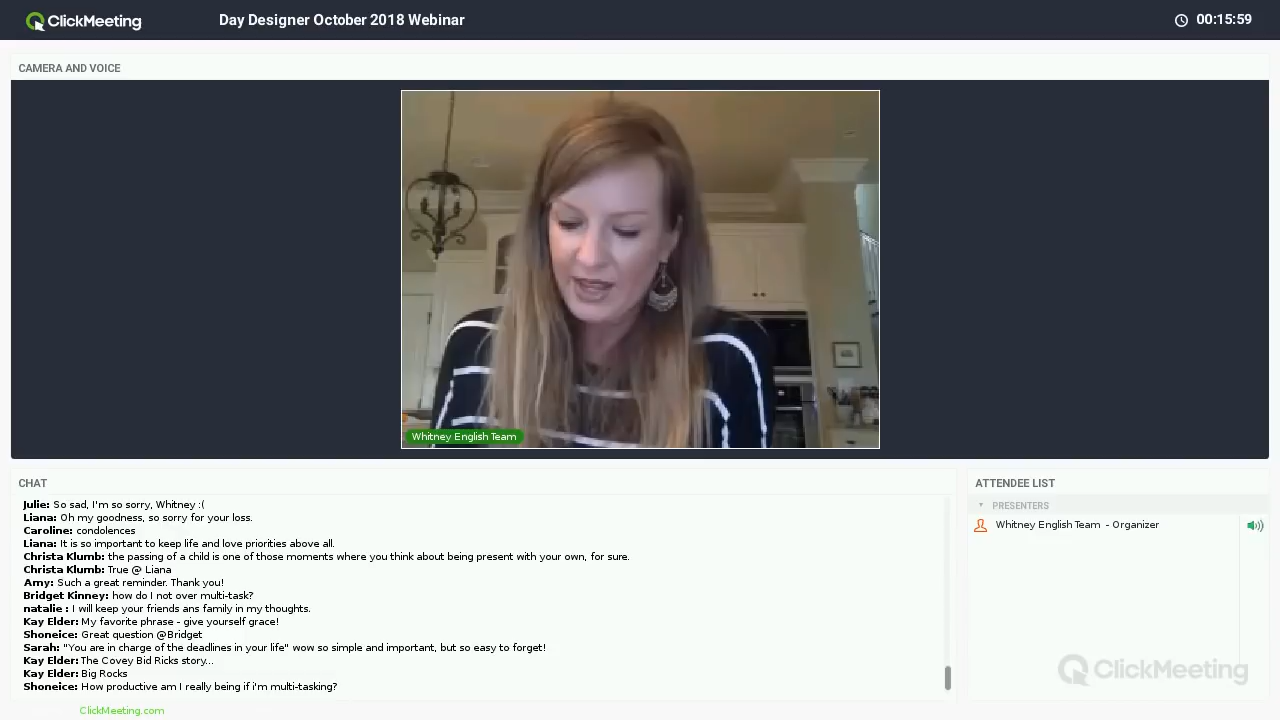 ClickMeeting
Day Designer October 2018 Webinar
00:15:59
CAMERA AND VOICE
Whitney English Team
CHAT
Julie: So sad, I'm so sorry, Whitney :(
Liana: Oh my goodness, so sorry for your loss.
Caroline: condolences
Liana: It is so important to keep life and love priorities above all.
Christa Klumb: the passing of a child is one of those moments where you think about being present with your own, for sure.
Christa Klumb: True @ Liana
Amy: Such a great reminder. Thank you!
Bridget Kinney: how do I not over multi-task?
natalie : I will keep your friends ans family in my thoughts.
Kay Elder: My favorite phrase - give yourself grace!
Shoneice: Great question @Bridget
Sarah: "You are in charge of the deadlines in your life" wow so simple and important, but so easy to forget!
Kay Elder: The Covey Bid Ricks story...
Kay Elder: Big Rocks
Shoneice: How productive am I really being if i'm multi-tasking?
ATTENDEE LIST
PRESENTERS
Whitney English Team - Organizer
ClickMeeting
ClickMeeting.com